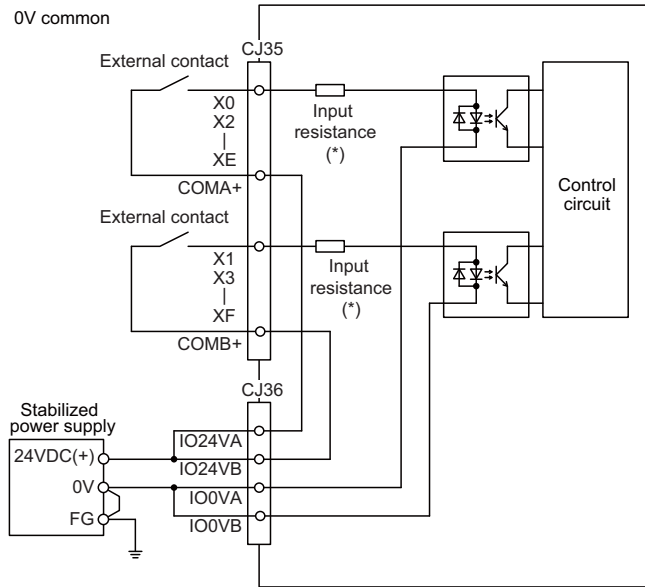 0V common
CJ35
External contact
X0
X2
|
XE
COMA+
Input
resistance
(*)
Control
circuit
External contact
X1
X3
|
XF
COMB+
Input
resistance
(*)
CJ36
Stabilized
power supply
24VDC(+)
0V
FG
IO24VA
IO24VB
IO0VA
IO0VB